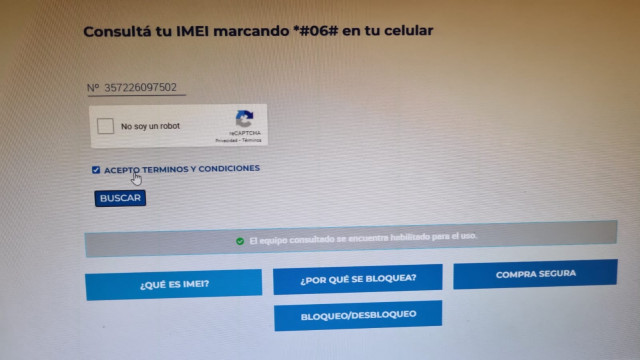 Consultá tu IMEI marcando *#06# en tu celular
Nº 357226097502
No soy un robot
reCAPTCHA
Privacidad - Términos
ACEPTO TERMINOS Y CONDICIONES
BUSCAR
El equipo consultado se encuentra habilitado para el uso.
¿QUÉ ES IMEI?
¿POR QUÉ SE BLOQUEA?
COMPRA SEGURA
BLOQUEO/DESBLOQUEO